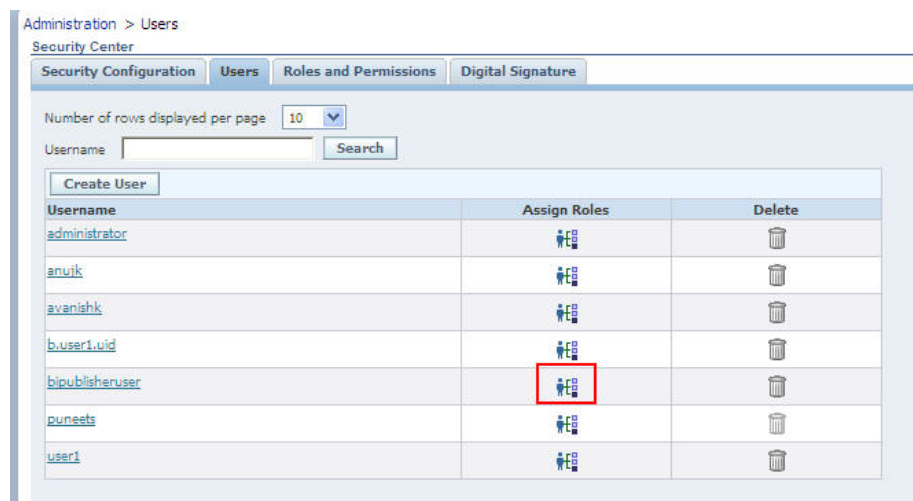 Administration > Users
Security Center
Security Configuration Users Roles and Permissions Digital Signature
Number of rows displayed per page 10
Username Search
Create User
Username Assign Roles Delete
administrator
anujk
avanishk
b.user1.uid
bipublisheruser
puneets
user1